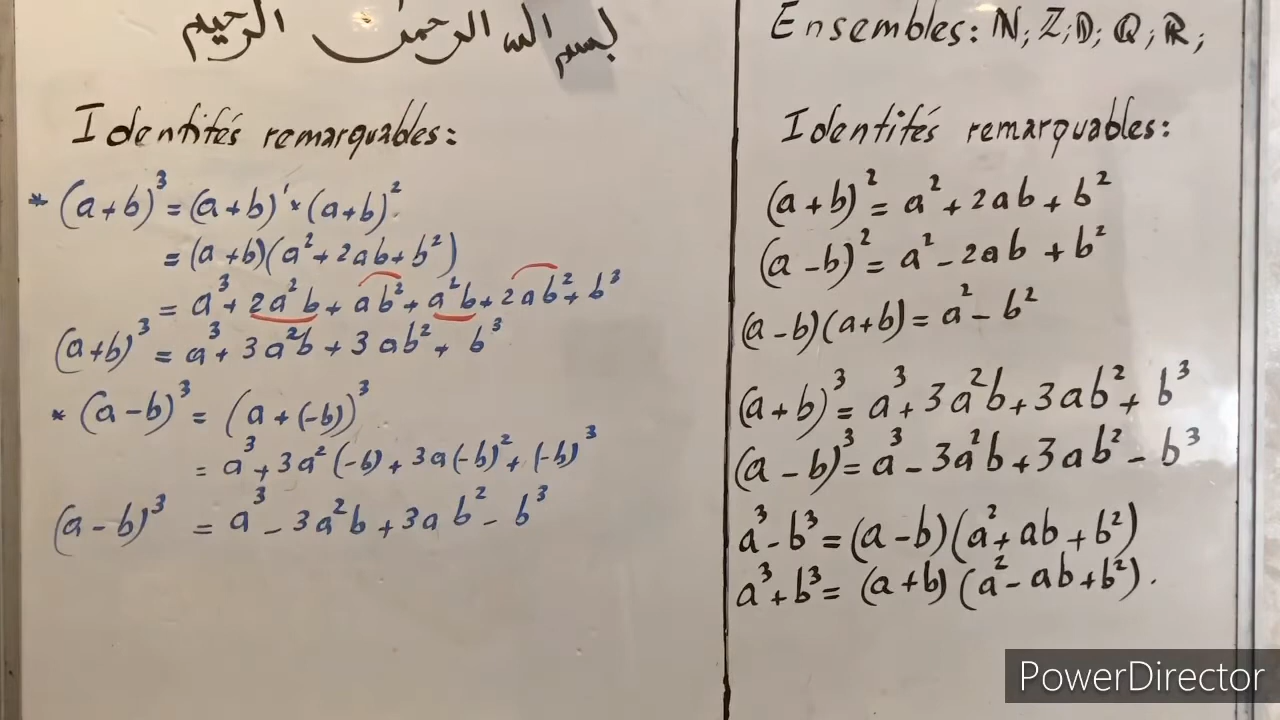 بسم الله الرحمن الرحيم
Identités remarquables:
* (a+b)³ = (a+b)¹ × (a+b)²
= (a+b)(a²+2ab+b²)
= a³+2a²b+ab²+a²b+2ab²+b³
(a+b)³ = a³+3a²b+3ab²+b³
* (a-b)³ = (a+(-b))³
= a³+3a²(-b)+3a(-b)²+(-b)³
(a-b)³ = a³-3a²b+3ab²-b³
Ensembles: ℕ; ℤ; 𝔻; ℚ; ℝ;
Identités remarquables:
(a+b)² = a²+2ab+b²
(a-b)² = a²-2ab+b²
(a-b)(a+b) = a²-b²
(a+b)³ = a³+3a²b+3ab²+b³
(a-b)³ = a³-3a²b+3ab²-b³
a³-b³ = (a-b)(a²+ab+b²)
a³+b³ = (a+b)(a²-ab+b²).
PowerDirector